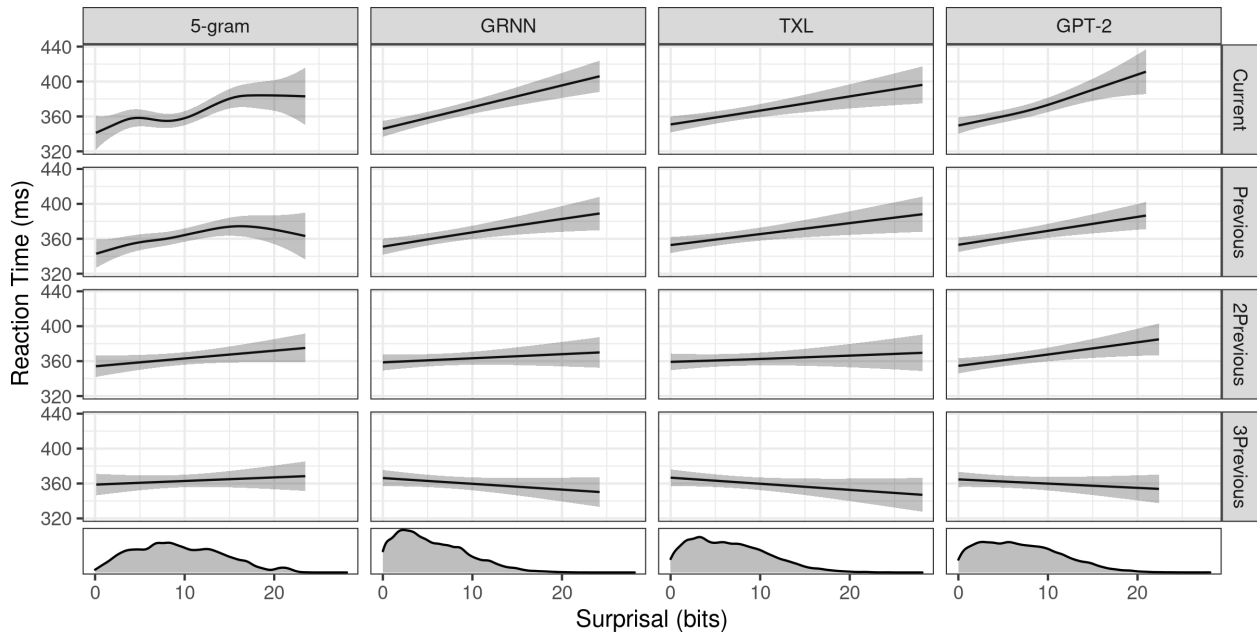 5-gram GRNN TXL GPT-2
440
400
360
320
Current
440
400
360
320
Previous
440
400
360
320
2Previous
440
400
360
320
3Previous
Reaction Time (ms)
0 10 20 0 10 20 0 10 20 0 10 20
Surprisal (bits)